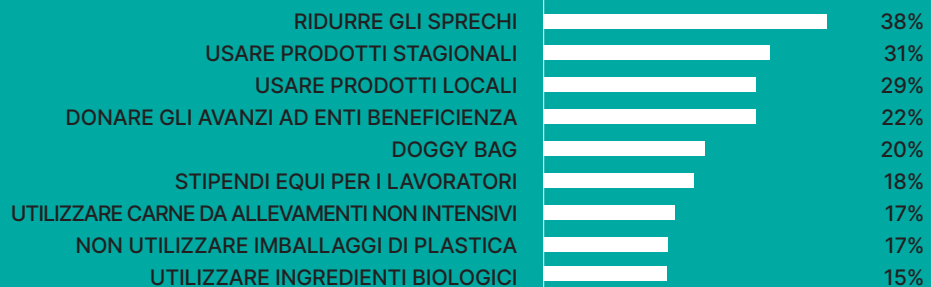 RIDURRE GLI SPRECHI 38%
USARE PRODOTTI STAGIONALI 31%
USARE PRODOTTI LOCALI 29%
DONARE GLI AVANZI AD ENTI BENEFICIENZA 22%
DOGGY BAG 20%
STIPENDI EQUI PER I LAVORATORI 18%
UTILIZZARE CARNE DA ALLEVAMENTI NON INTENSIVI 17%
NON UTILIZZARE IMBALLAGGI DI PLASTICA 17%
UTILIZZARE INGREDIENTI BIOLOGICI 15%